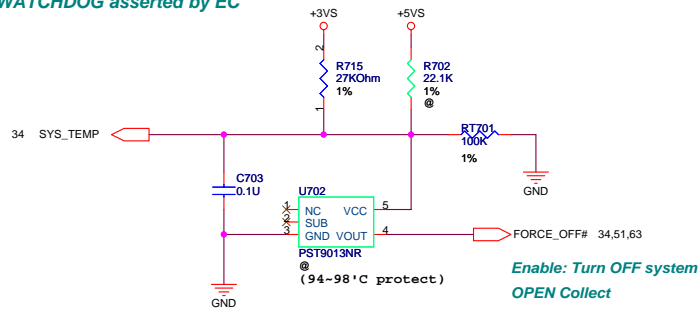 WATCHDOG asserted by EC
+3VS
+5VS
2
R715
27KOhm
1%
1
R702
22.1K
1%
@
34 SYS_TEMP
RT701
100K
1%
GND
C703
0.1U
U702
1 NC VCC 5
2 SUB
3 GND VOUT 4
PST9013NR
@
(94~98'C protect)
FORCE_OFF# 34,51,63
Enable: Turn OFF system
OPEN Collect
GND